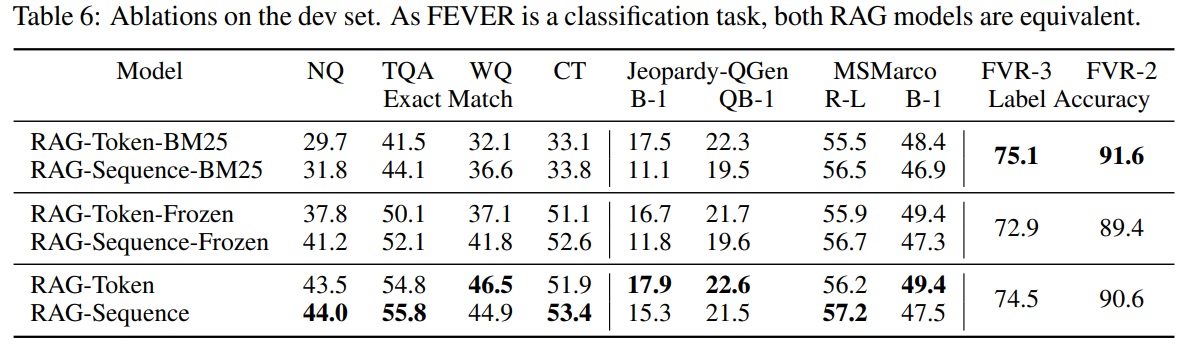 Table 6: Ablations on the dev set. As FEVER is a classification task, both RAG models are equivalent.
Model NQ TQA WQ CT Jeopardy-QGen MSMarco FVR-3 FVR-2
Exact Match B-1 QB-1 R-L B-1 Label Accuracy
RAG-Token-BM25 29.7 41.5 32.1 33.1 17.5 22.3 55.5 48.4 75.1 91.6
RAG-Sequence-BM25 31.8 44.1 36.6 33.8 11.1 19.5 56.5 46.9
RAG-Token-Frozen 37.8 50.1 37.1 51.1 16.7 21.7 55.9 49.4 72.9 89.4
RAG-Sequence-Frozen 41.2 52.1 41.8 52.6 11.8 19.6 56.7 47.3
RAG-Token 43.5 54.8 46.5 51.9 17.9 22.6 56.2 49.4 74.5 90.6
RAG-Sequence 44.0 55.8 44.9 53.4 15.3 21.5 57.2 47.5